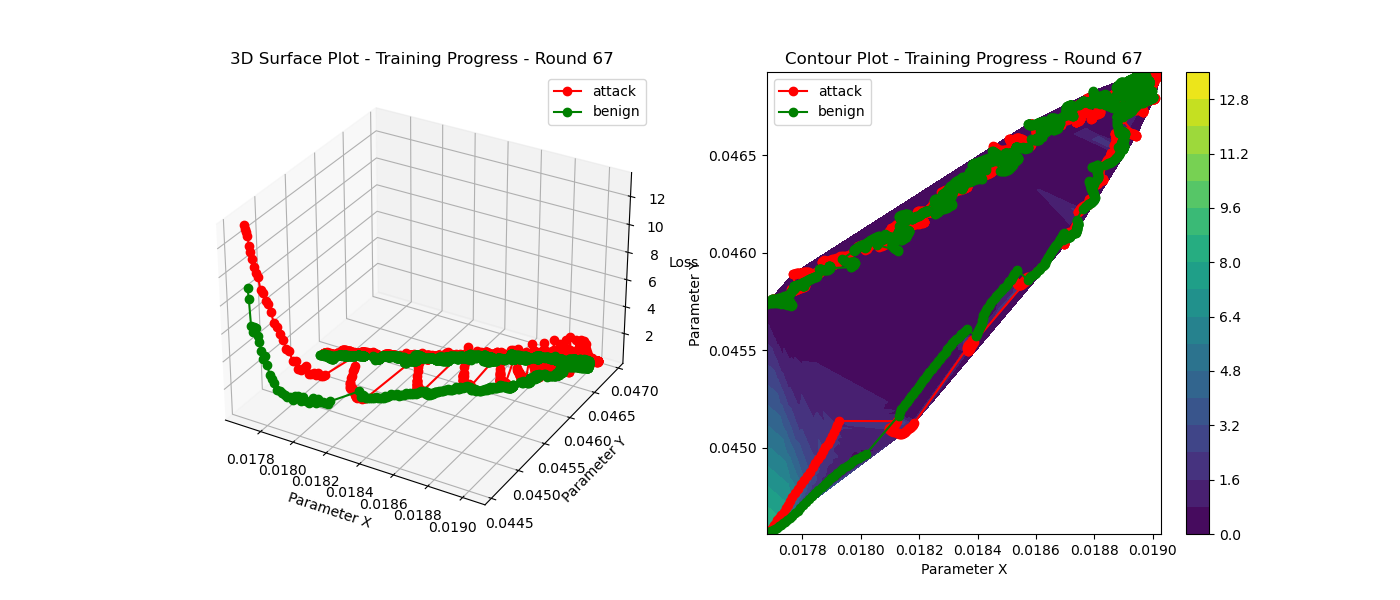 3D Surface Plot - Training Progress - Round 67
attack
benign
12
10
8
6
4
2
Loss
0.0470
0.0465
0.0460
0.0455
0.0450
0.0445
Parameter Y
0.0178
0.0180
0.0182
0.0184
0.0186
0.0188
0.0190
Parameter X
Contour Plot - Training Progress - Round 67
attack
benign
0.0465
0.0460
0.0455
0.0450
Parameter Y
0.0178 0.0180 0.0182 0.0184 0.0186 0.0188 0.0190
Parameter X
12.8
11.2
9.6
8.0
6.4
4.8
3.2
1.6
0.0